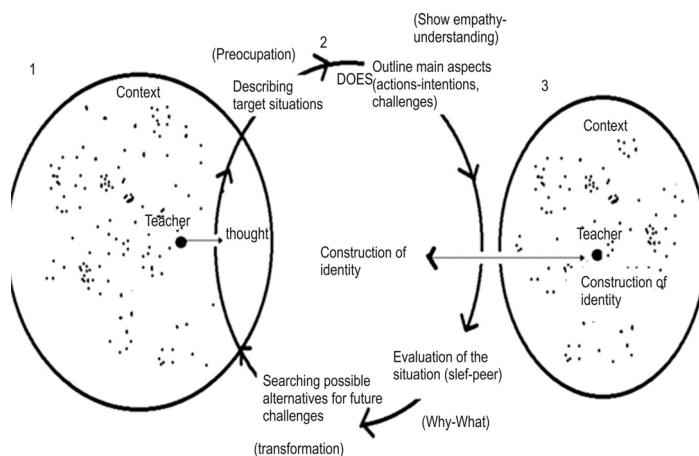 (Show empathy-
understanding)
2
(Preocupation)
1
DOES
Outline main aspects
(actions-intentions,
challenges)
3
Context
Describing
target situations
Context
Teacher
thought
Teacher
Construction of
identity
Construction of
identity
Evaluation of the
situation (slef-peer)
Searching possible
alternatives for future
challenges
(Why-What)
(transformation)